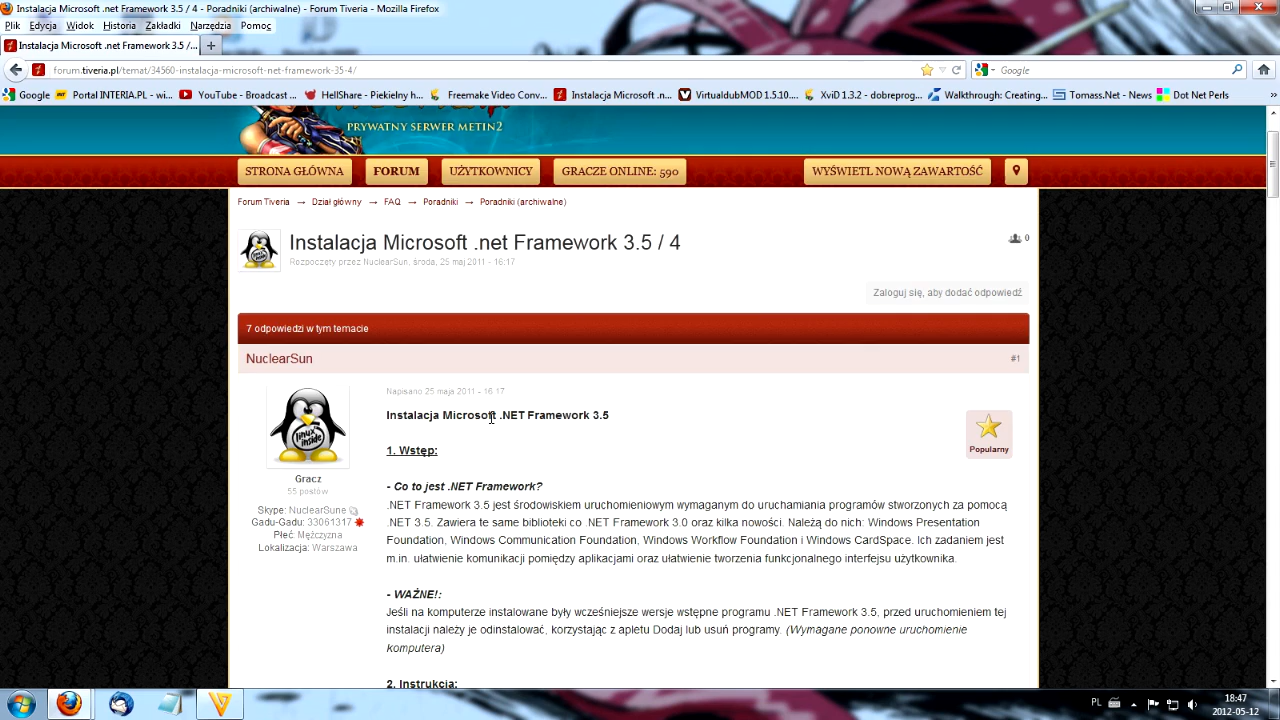 Instalacja Microsoft .net Framework 3.5 / 4 - Poradniki (archiwalne) - Forum Tiveria - Mozilla Firefox
Plik Edycja Widok Historia Zakładki Narzędzia Pomoc
Instalacja Microsoft .net Framework 3.5 /...
forum.tiveria.pl/temat/34560-instalacja-microsoft-net-framework-35-4/
Google
Google Portal INTERIA.PL - wi... YouTube - Broadcast ... HellShare - Piekielny h... Freemake Video Conv... Instalacja Microsoft .n... VirtualdubMOD 1.5.10.... XviD 1.3.2 - dobreprog... Walkthrough: Creating... Tomass.Net - News Dot Net Perls »
PRYWATNY SERWER METIN2
STRONA GŁÓWNA FORUM UŻYTKOWNICY GRACZE ONLINE: 590 WYŚWIETL NOWĄ ZAWARTOŚĆ
Forum Tiveria → Dział główny → FAQ → Poradniki → Poradniki (archiwalne)
Instalacja Microsoft .net Framework 3.5 / 4
0
Rozpoczęty przez NuclearSun, środa, 25 maj 2011 - 16:17
Zaloguj się, aby dodać odpowiedź
7 odpowiedzi w tym temacie
NuclearSun
#1
linux inside
Gracz
55 postów
Skype: NuclearSune
Gadu-Gadu: 33061317
Płeć: Mężczyzna
Lokalizacja: Warszawa
Napisano 25 maja 2011 - 16:17
Popularny
Instalacja Microsoft .NET Framework 3.5
1. Wstęp:
- Co to jest .NET Framework?
.NET Framework 3.5 jest środowiskiem uruchomieniowym wymaganym do uruchamiania programów stworzonych za pomocą
.NET 3.5. Zawiera te same biblioteki co .NET Framework 3.0 oraz kilka nowości. Należą do nich: Windows Presentation
Foundation, Windows Communication Foundation, Windows Workflow Foundation i Windows CardSpace. Ich zadaniem jest
m.in. ułatwienie komunikacji pomiędzy aplikacjami oraz ułatwienie tworzenia funkcjonalnego interfejsu użytkownika.
- WAŻNE!:
Jeśli na komputerze instalowane były wcześniejsze wersje wstępne programu .NET Framework 3.5, przed uruchomieniem tej
instalacji należy je odinstalować, korzystając z apletu Dodaj lub usuń programy. (Wymagane ponowne uruchomienie
komputera)
2. Instrukcja:
PL
18:47
2012-05-12